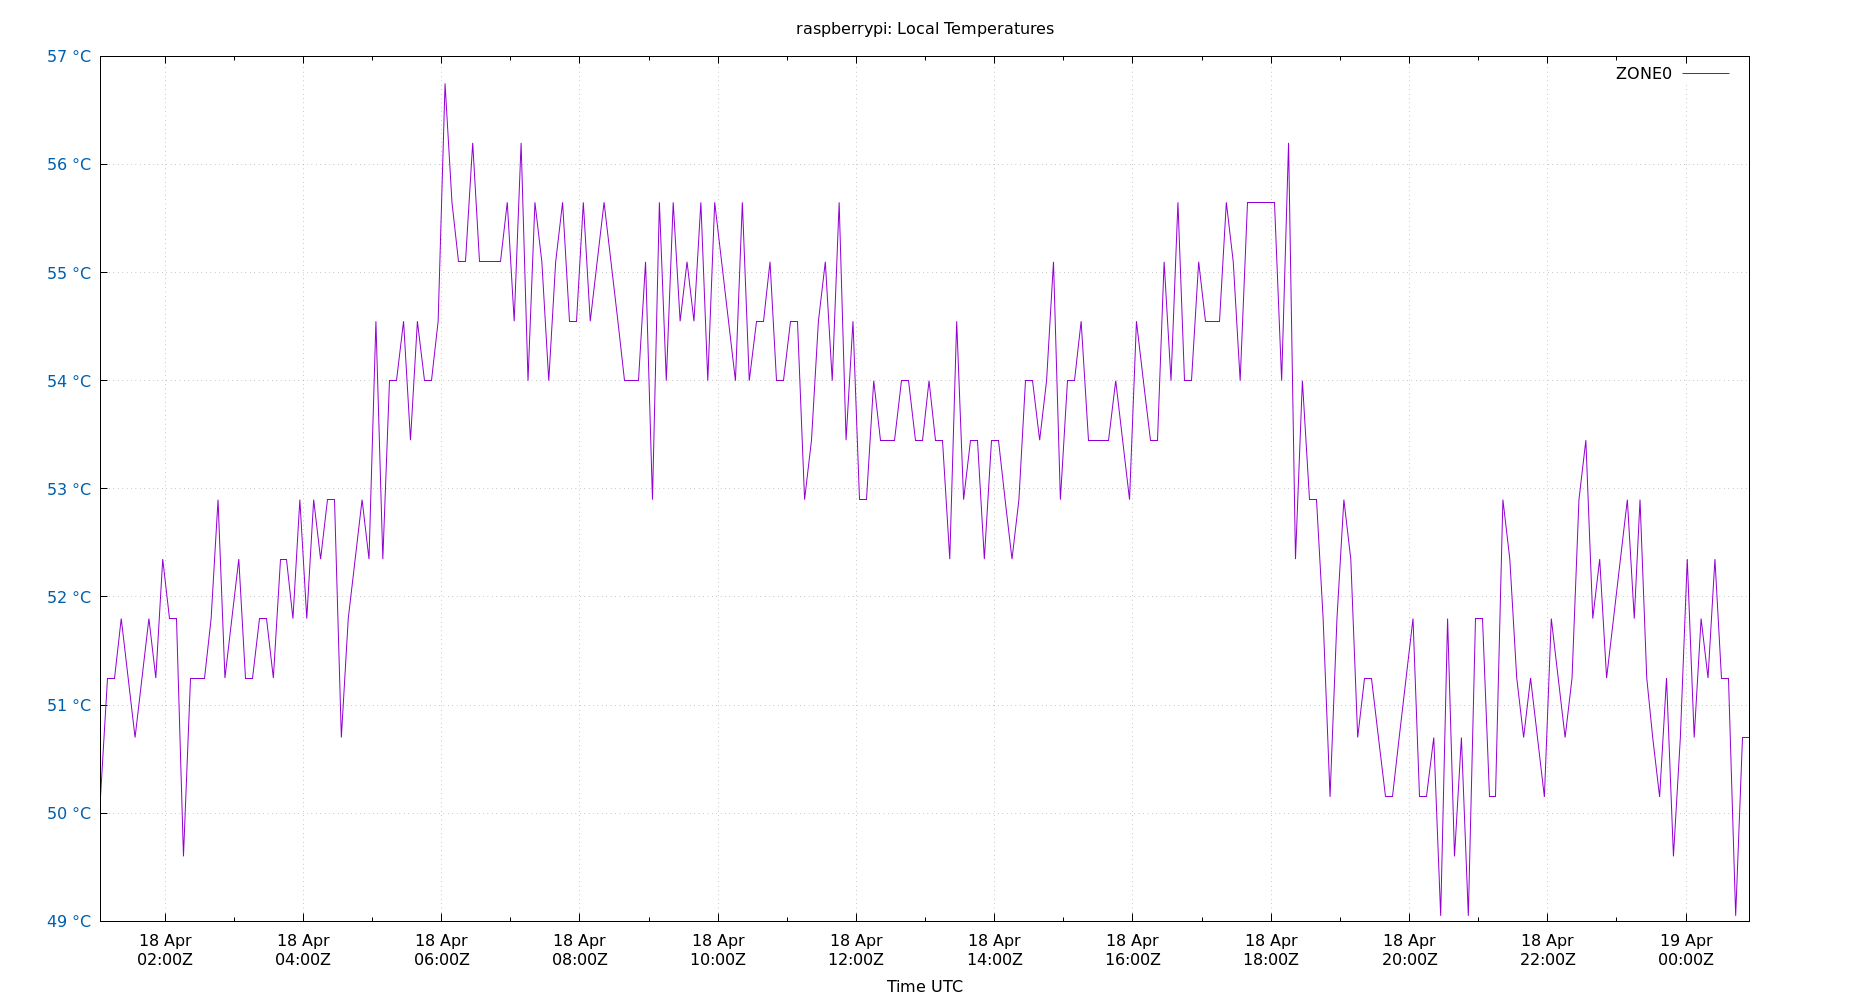 raspberrypi: Local Temperatures
57 °C
ZONE0
56 °C
55 °C
54 °C
53 °C
52 °C
51 °C
50 °C
49 °C
18 Apr 18 Apr 18 Apr 18 Apr 18 Apr 18 Apr 18 Apr 18 Apr 18 Apr 18 Apr 18 Apr 19 Apr
02:00Z 04:00Z 06:00Z 08:00Z 10:00Z 12:00Z 14:00Z 16:00Z 18:00Z 20:00Z 22:00Z 00:00Z
Time UTC